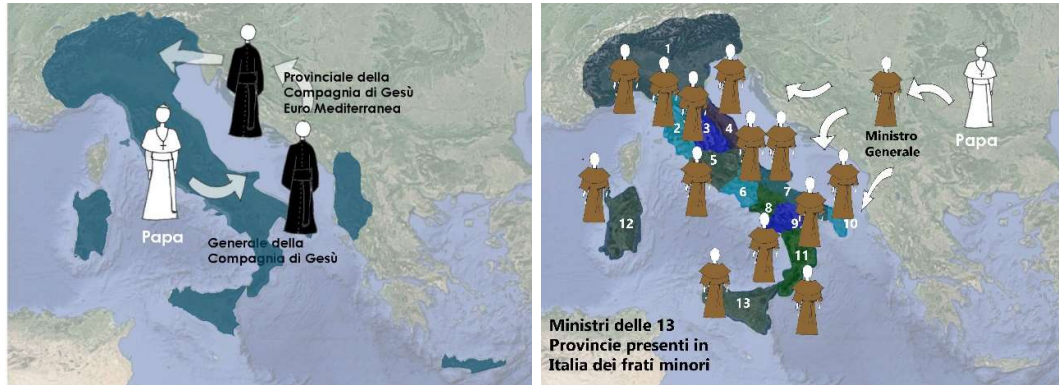 Provinciale della
Compagnia di Gesù
Euro Mediterranea
Papa
Generale della
Compagnia di Gesù
1
2
3
4
5
6
7
8
9
10
11
12
13
Ministro
Generale
Papa
Ministri delle 13
Provincie presenti in
Italia dei frati minori